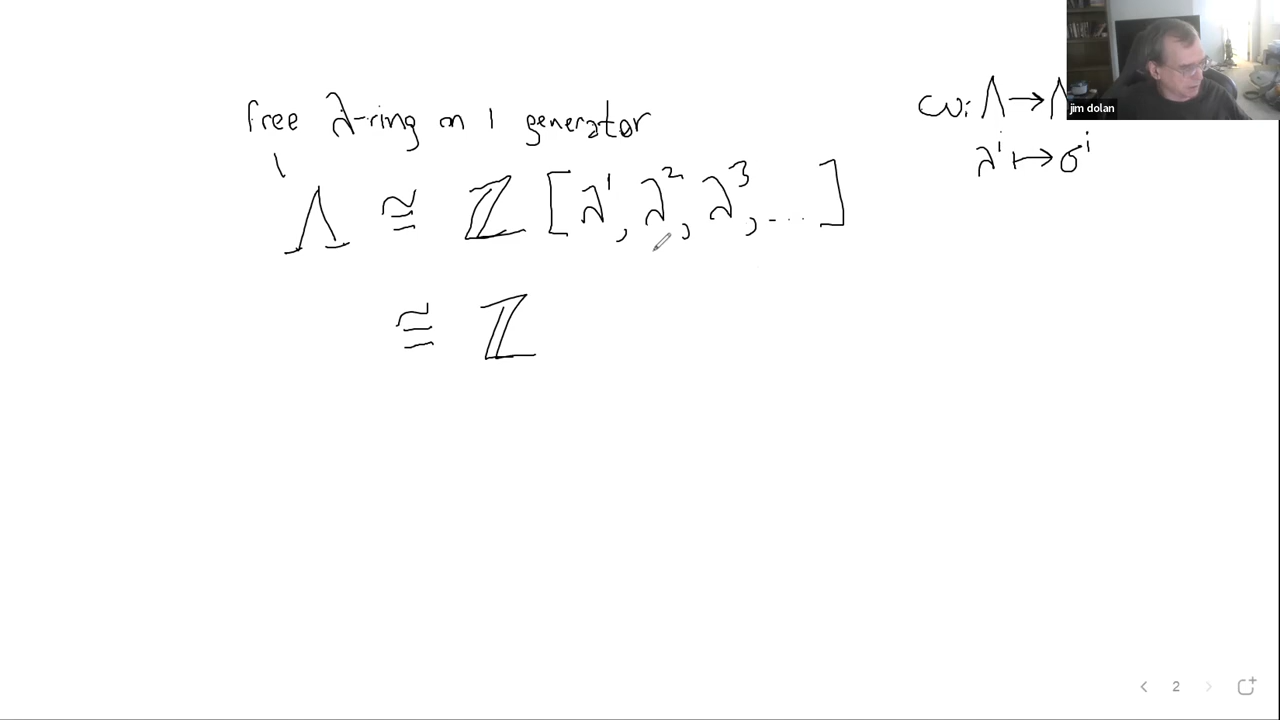 free λ-ring on 1 generator
Λ ≅ ℤ [λ¹, λ², λ³, ... ]
≅ ℤ
ω: Λ → Λ
λⁱ ↦ σⁱ
jim dolan
2